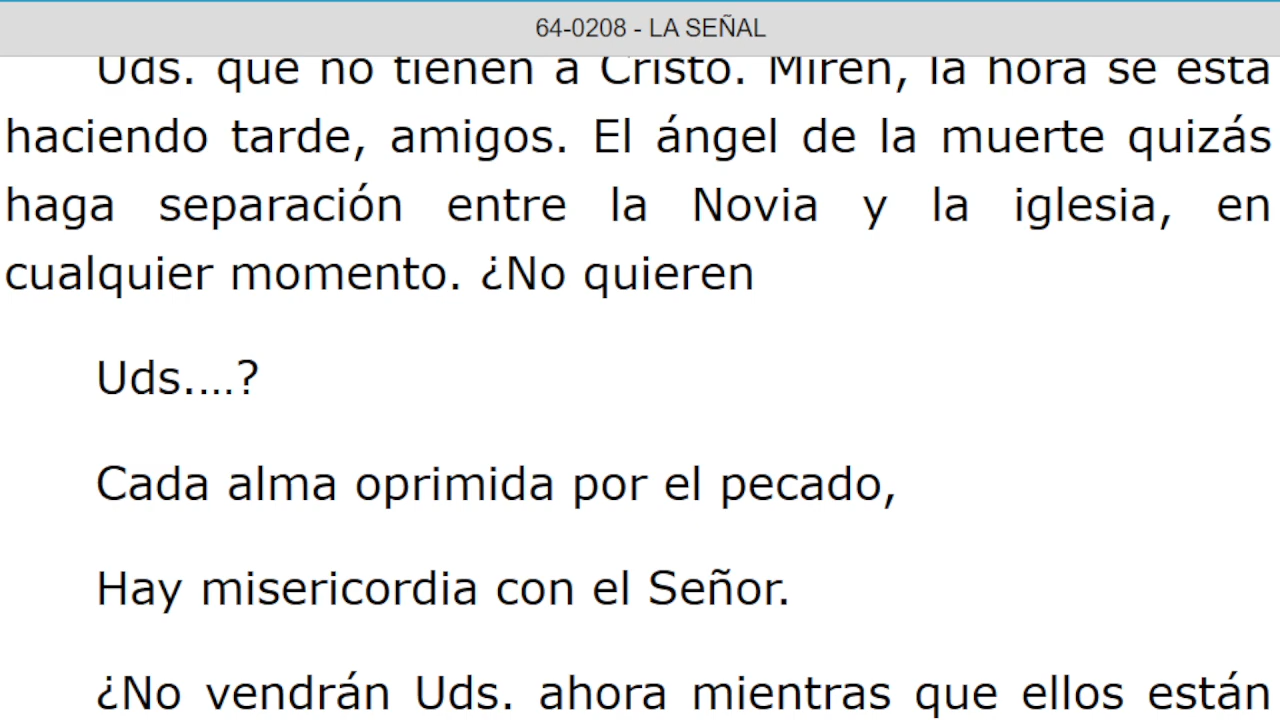 64-0208 - LA SEÑAL
Uds. que no tienen a Cristo. Miren, la hora se está
haciendo tarde, amigos. El ángel de la muerte quizás
haga separación entre la Novia y la iglesia, en
cualquier momento. ¿No quieren
Uds.…?
Cada alma oprimida por el pecado,
Hay misericordia con el Señor.
¿No vendrán Uds. ahora mientras que ellos están